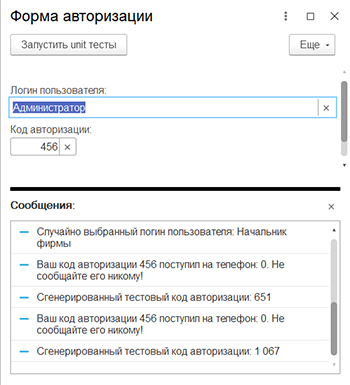 Форма авторизации
Запустить unit тесты
Еще
Логин пользователя:
Администратор
Код авторизации:
456
Сообщения:
Случайно выбранный логин пользователя: Начальник
фирмы
Ваш код авторизации 456 поступил на телефон: 0. Не
сообщайте его никому!
Сгенерированный тестовый код авторизации: 651
Ваш код авторизации 456 поступил на телефон: 0. Не
сообщайте его никому!
Сгенерированный тестовый код авторизации: 1 067